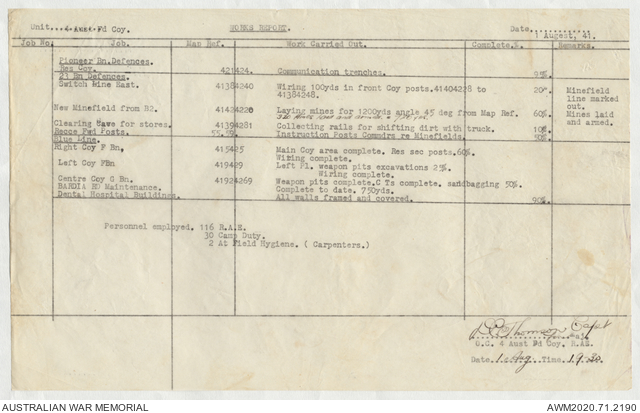 Unit. 4 Aust Fd Coy. WORKS REPORT. Date
1 August, 41.
Job No. Job. Map Ref. Work Carried Out. Complete.%. Remarks.
Pioneer Bn.Defences.
Res Coy. 421424. Communication trenches.
23 Bn Defences.
Switch Line East. 41384240 Wiring 100yds in front Coy posts. 41404228 to 20% Minefield
41384248. line marked
out.
New Minefield from B2. 41424220 Laying mines for 1200yds angle 45 deg from Map Ref. 60% Mines laid
and armed.
Clearing Cave for stores. 41394281 Collecting rails for shifting dirt with truck. 10%
Recce Fwd Posts. Instruction Posts Commdrs re Minefields.
Blue Line.
Right Coy F Bn. 415425 Main Coy area complete. Res sec posts. 60%
Wiring complete.
Left Coy FBn 419429 Left Pl. weapon pits excavations 25%
Wiring complete.
Centre Coy G Bn. 41924269 Weapon pits complete.C Ts complete. sandbagging 50%.
BARDIA RD Maintenance. Complete to date. 750yds.
Dental Hospital Buildings. All walls framed and covered. 90%
Personnel employed, 116 R.A.E.
30 Camp Duty.
2 At Field Hygiene. ( Carpenters.)
Thomson Capt
O.C. 4 Aust Fd Coy. R.AE.
Date 1 Aug. Time 19.30
AUSTRALIAN WAR MEMORIAL AWM2020.71.2190